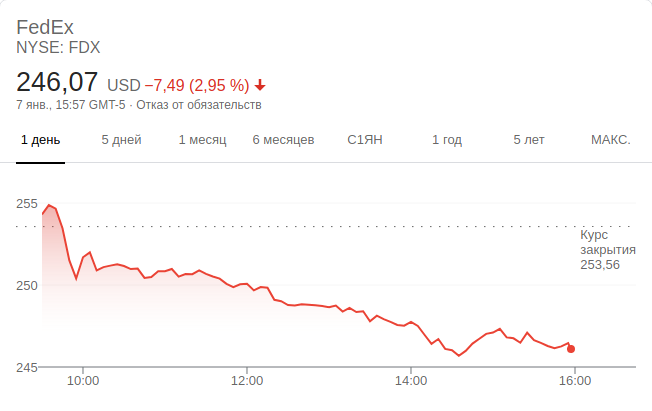 FedEx
NYSE: FDX
246,07 USD −7,49 (2,95 %)
7 янв., 15:57 GMT-5 · Отказ от обязательств
1 день 5 дней 1 месяц 6 месяцев С1ЯН 1 год 5 лет МАКС.
255
Курс
закрытия
253,56
250
245
10:00 12:00 14:00 16:00